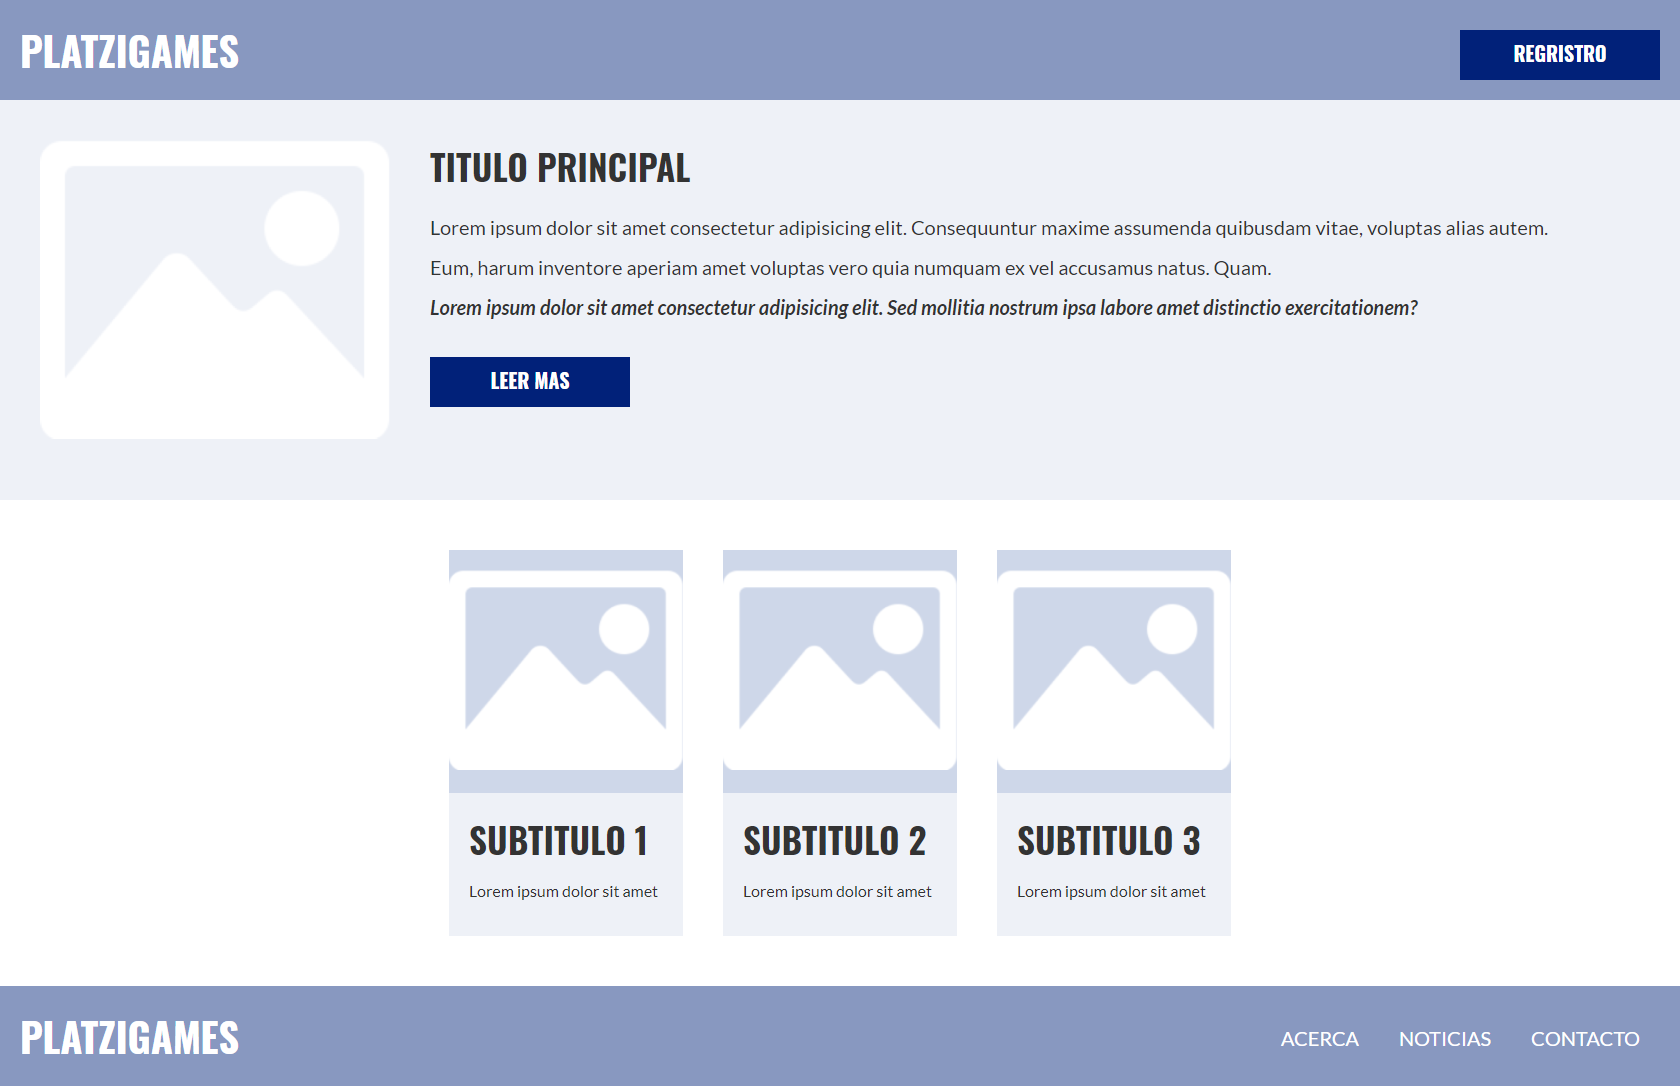 PLATZIGAMES
REGRISTRO
TITULO PRINCIPAL
Lorem ipsum dolor sit amet consectetur adipisicing elit. Consequuntur maxime assumenda quibusdam vitae, voluptas alias autem.
Eum, harum inventore aperiam amet voluptas vero quia numquam ex vel accusamus natus. Quam.
Lorem ipsum dolor sit amet consectetur adipisicing elit. Sed mollitia nostrum ipsa labore amet distinctio exercitationem?
LEER MAS
SUBTITULO 1
Lorem ipsum dolor sit amet
SUBTITULO 2
Lorem ipsum dolor sit amet
SUBTITULO 3
Lorem ipsum dolor sit amet
PLATZIGAMES
ACERCA
NOTICIAS
CONTACTO